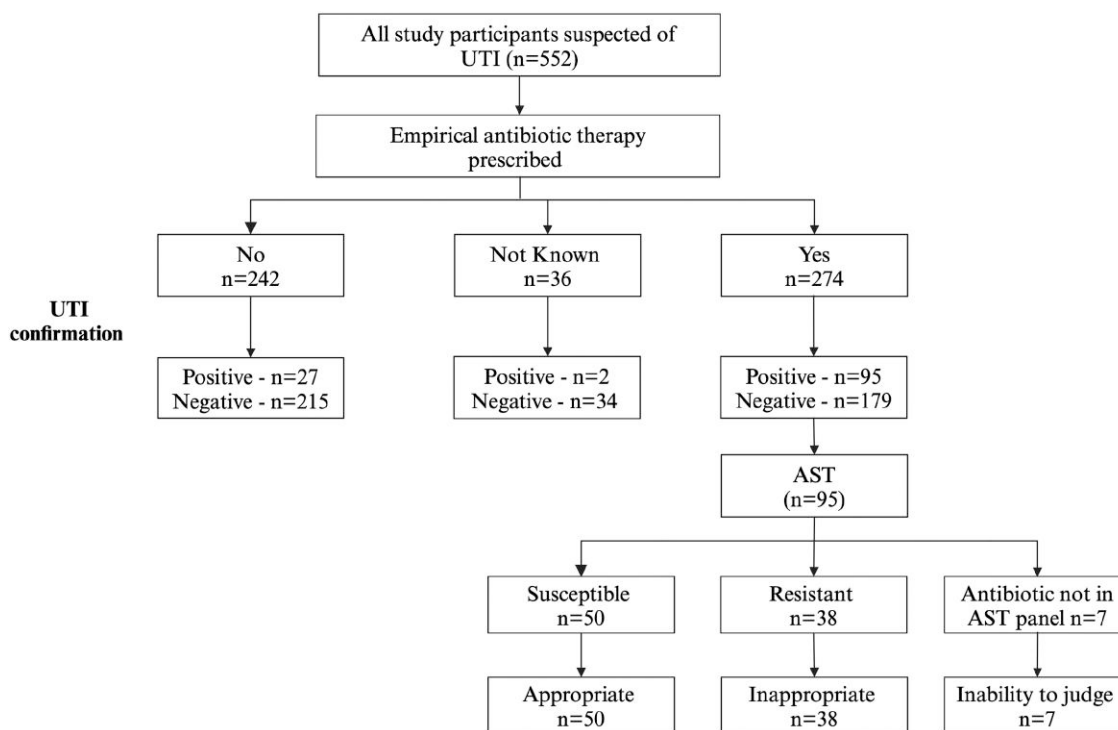 All study participants suspected of
UTI (n=552)
Empirical antibiotic therapy
prescribed
No
n=242
Not Known
n=36
Yes
n=274
UTI
confirmation
Positive - n=27
Negative - n=215
Positive - n=2
Negative - n=34
Positive - n=95
Negative - n=179
AST
(n=95)
Susceptible
n=50
Resistant
n=38
Antibiotic not in
AST panel n=7
Appropriate
n=50
Inappropriate
n=38
Inability to judge
n=7